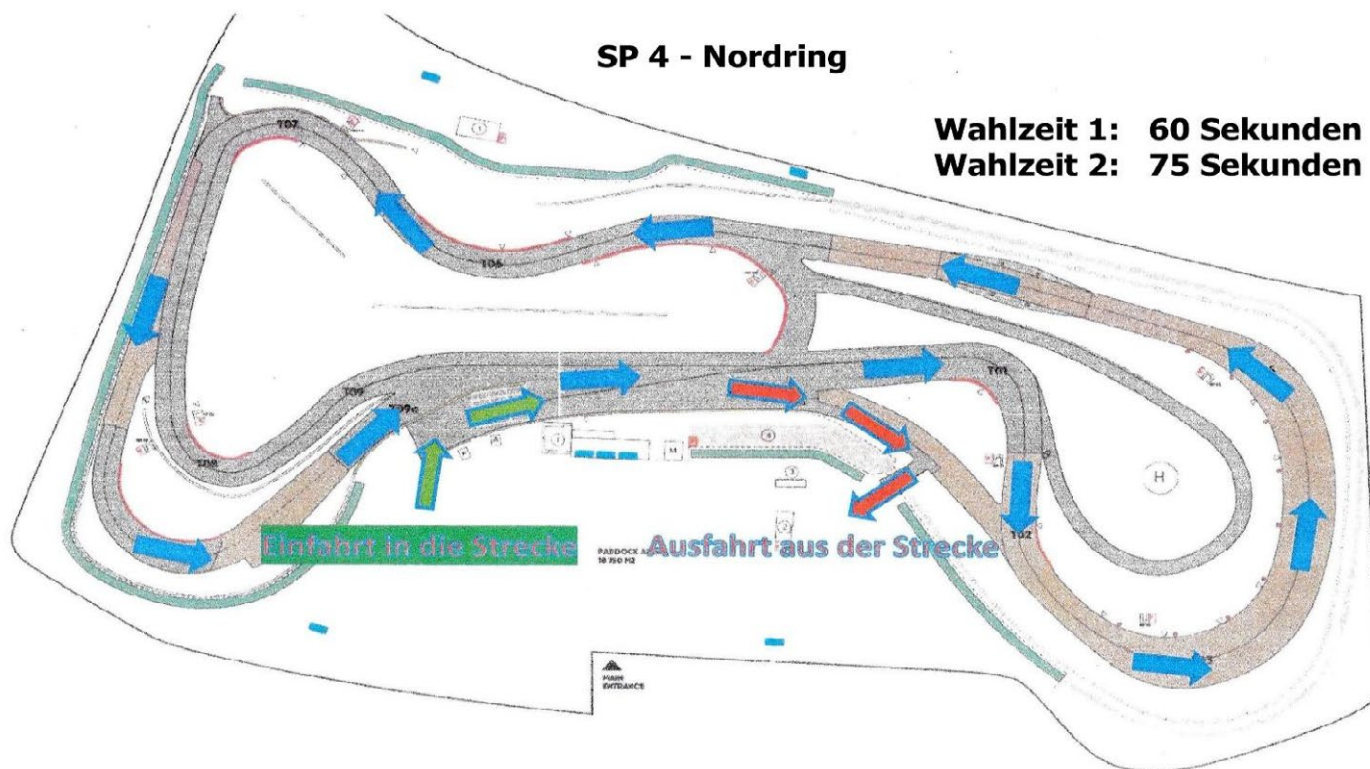 SP 4 - Nordring
Wahlzeit 1: 60 Sekunden
Wahlzeit 2: 75 Sekunden
T07
T06
T01
T09
T09a
T08
H
T02
Einfahrt in die Strecke
Ausfahrt aus der Strecke
PADDOCK
MAIN
ENTRANCE